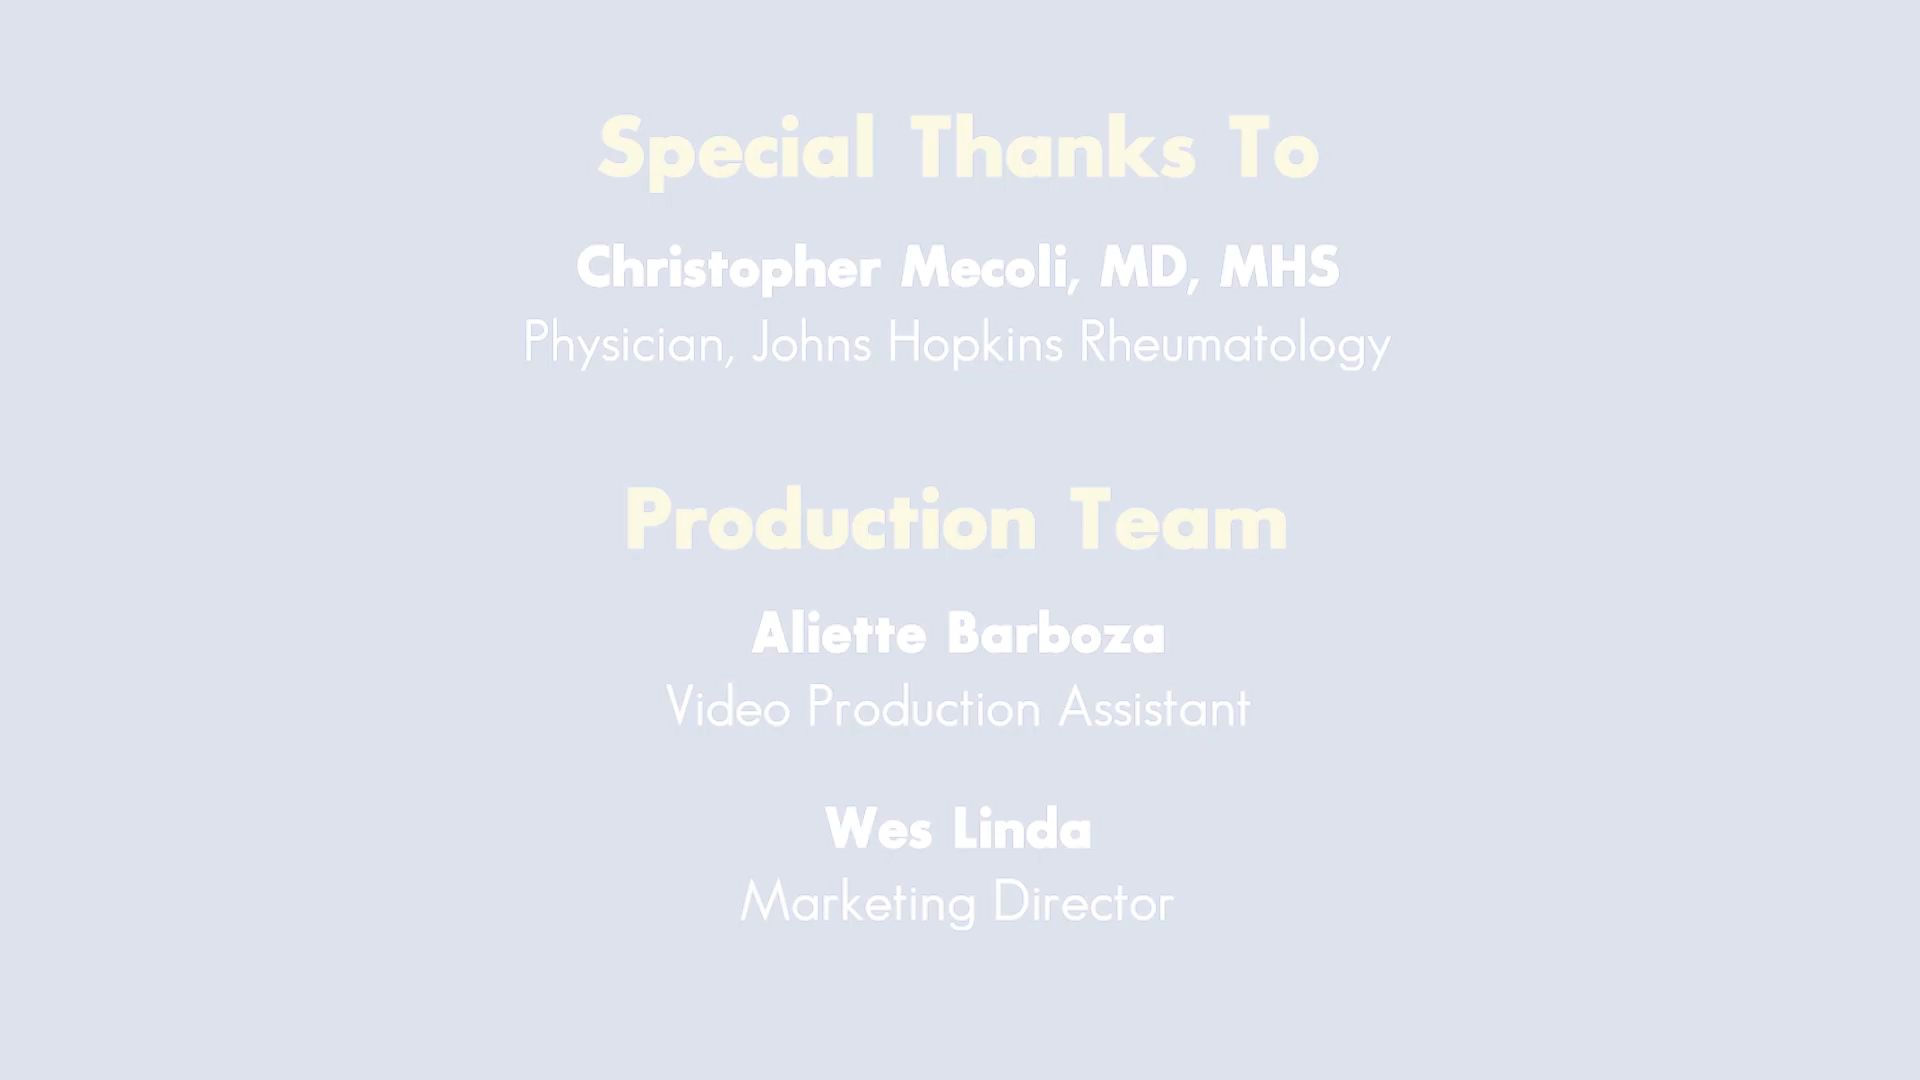 Special Thanks To
Christopher Mecoli, MD, MHS
Physician, Johns Hopkins Rheumatology
Production Team
Aliette Barboza
Video Production Assistant
Wes Linda
Marketing Director